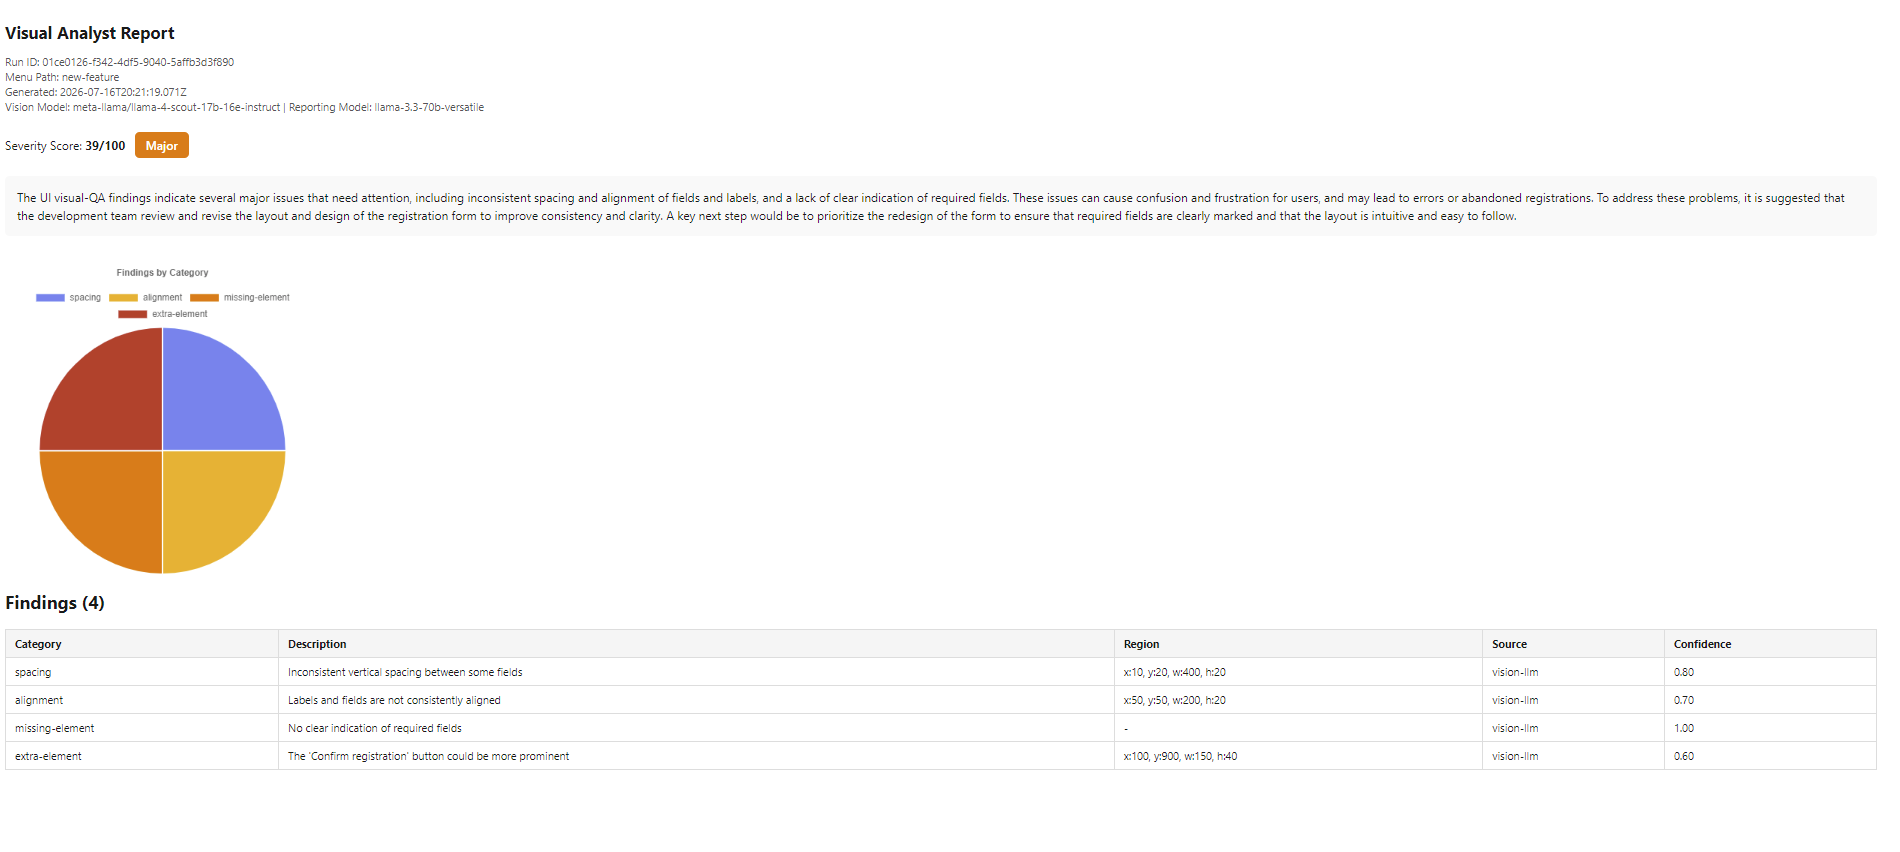 Visual Analyst Report
Run ID: 01ce0126-f342-4df5-9040-5affb3d3f890
Menu Path: new-feature
Generated: 2026-07-16T20:21:19.071Z
Vision Model: meta-llama/llama-4-scout-17b-16e-instruct | Reporting Model: llama-3.3-70b-versatile
Severity Score: 39/100 Major
The UI visual-QA findings indicate several major issues that need attention, including inconsistent spacing and alignment of fields and labels, and a lack of clear indication of required fields. These issues can cause confusion and frustration for users, and may lead to errors or abandoned registrations. To address these problems, it is suggested that
the development team review and revise the layout and design of the registration form to improve consistency and clarity. A key next step would be to prioritize the redesign of the form to ensure that required fields are clearly marked and that the layout is intuitive and easy to follow.
Findings by Category
spacing alignment missing-element
extra-element
Findings (4)
Category Description Region Source Confidence
spacing Inconsistent vertical spacing between some fields x:10, y:20, w:400, h:20 vision-llm 0.80
alignment Labels and fields are not consistently aligned x:50, y:50, w:200, h:20 vision-llm 0.70
missing-element No clear indication of required fields - vision-llm 1.00
extra-element The 'Confirm registration' button could be more prominent x:100, y:900, w:150, h:40 vision-llm 0.60